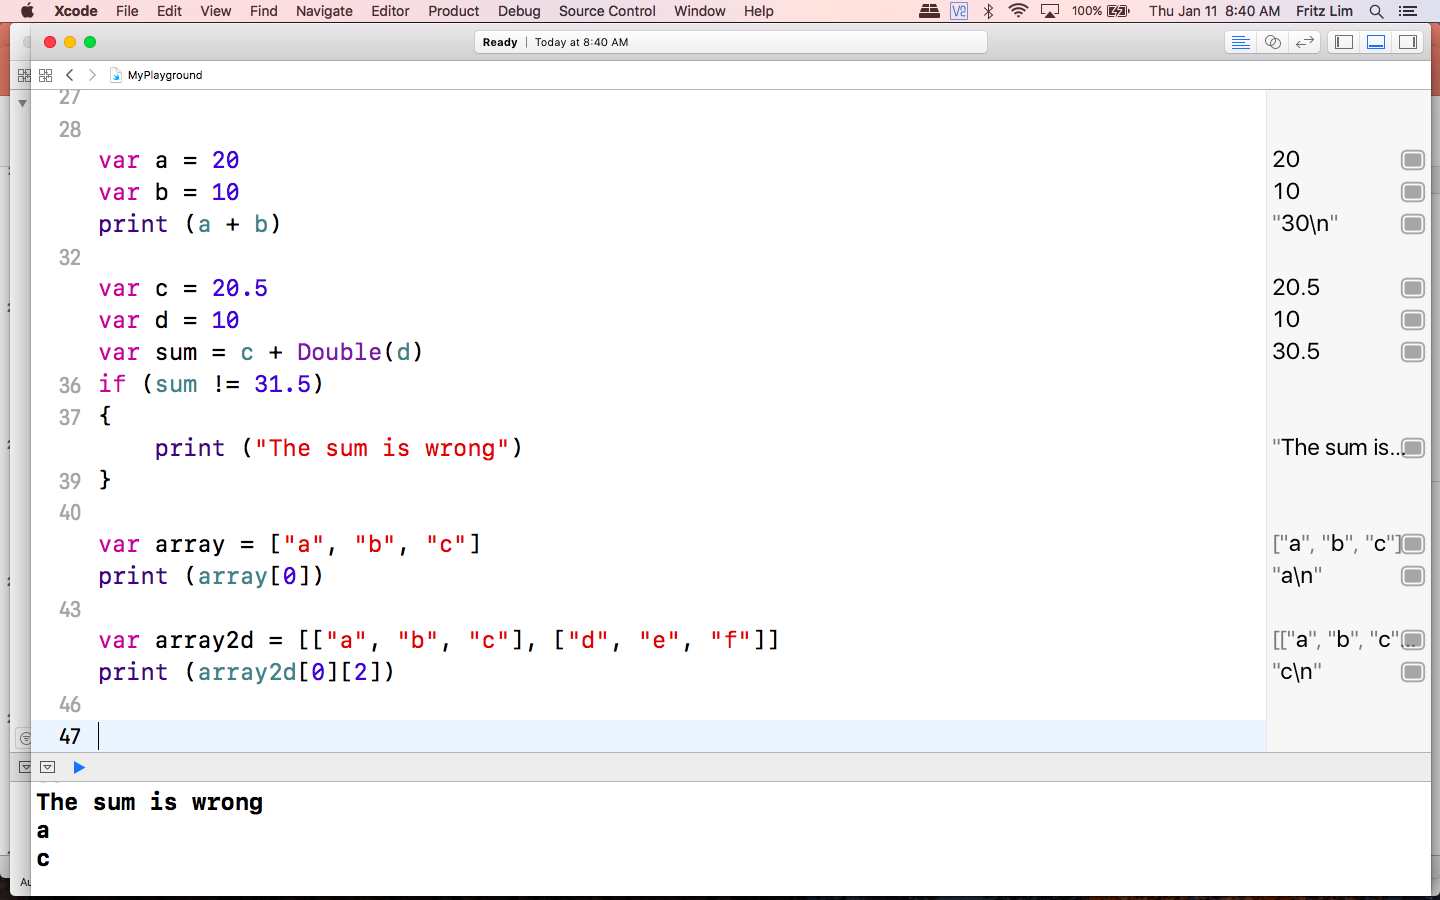 Xcode File Edit View Find Navigate Editor Product Debug Source Control Window Help 100% Thu Jan 11 8:40 AM Fritz Lim
Ready | Today at 8:40 AM
MyPlayground
27
28
var a = 20 20
var b = 10 10
print (a + b) "30\n"
32
var c = 20.5 20.5
var d = 10 10
var sum = c + Double(d) 30.5
36 if (sum != 31.5)
37 {
print ("The sum is wrong") "The sum is...
39 }
40
var array = ["a", "b", "c"] ["a", "b", "c"]
print (array[0]) "a\n"
43
var array2d = [["a", "b", "c"], ["d", "e", "f"]] [["a", "b", "c"...
print (array2d[0][2]) "c\n"
46
47
The sum is wrong
a
c